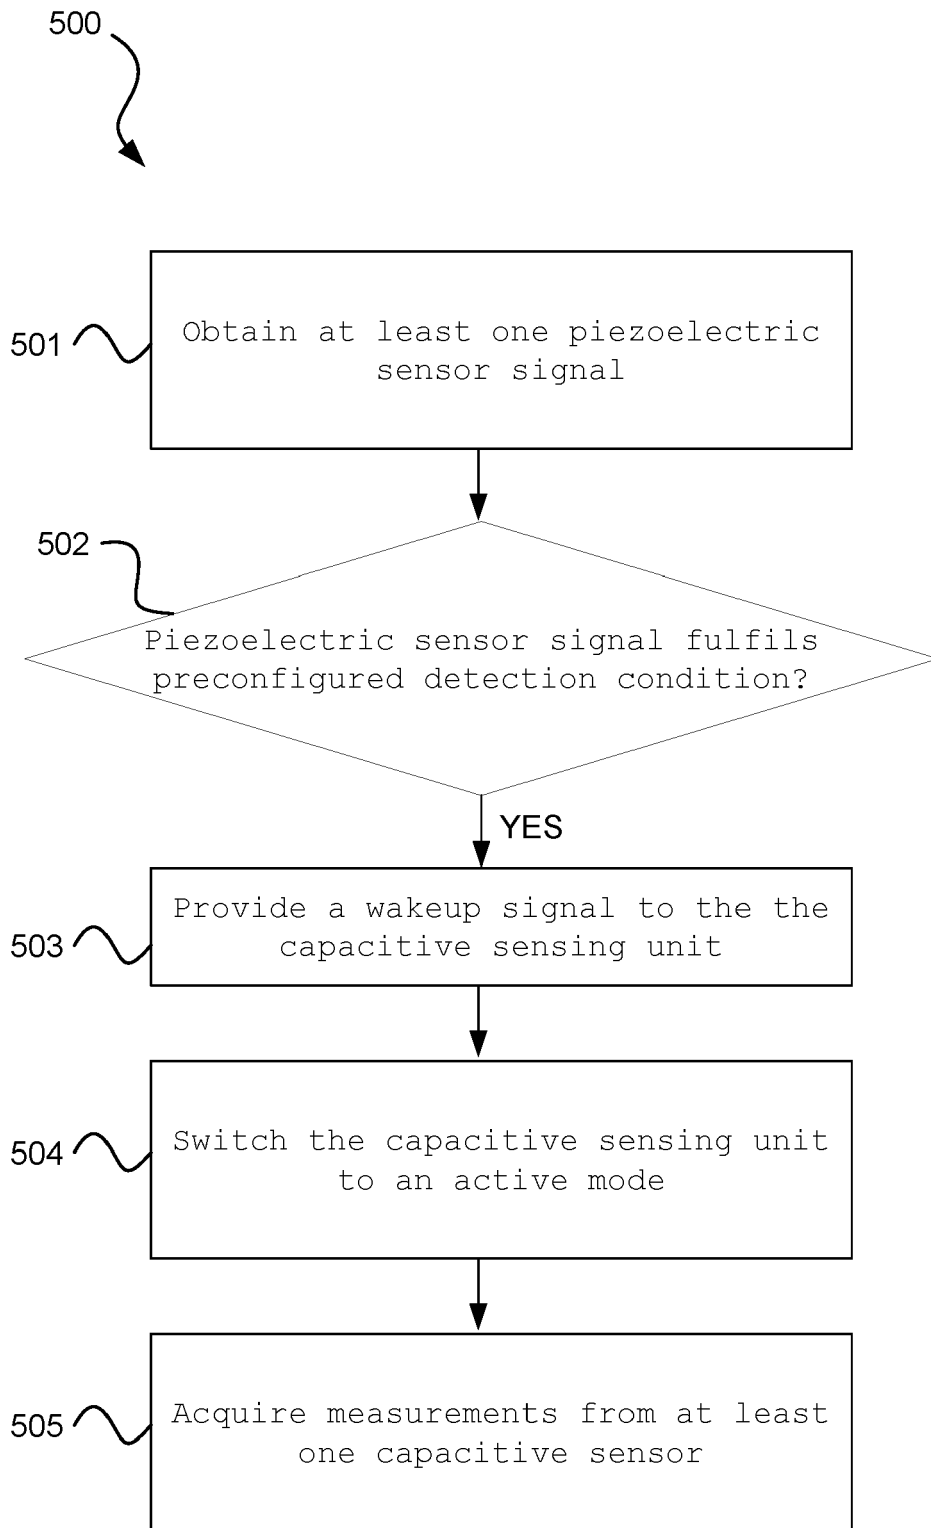 500
501
Obtain at least one piezoelectric
sensor signal
502
Piezoelectric sensor signal fulfils
preconfigured detection condition?
YES
503
Provide a wakeup signal to the the
capacitive sensing unit
504
Switch the capacitive sensing unit
to an active mode
505
Acquire measurements from at least
one capacitive sensor